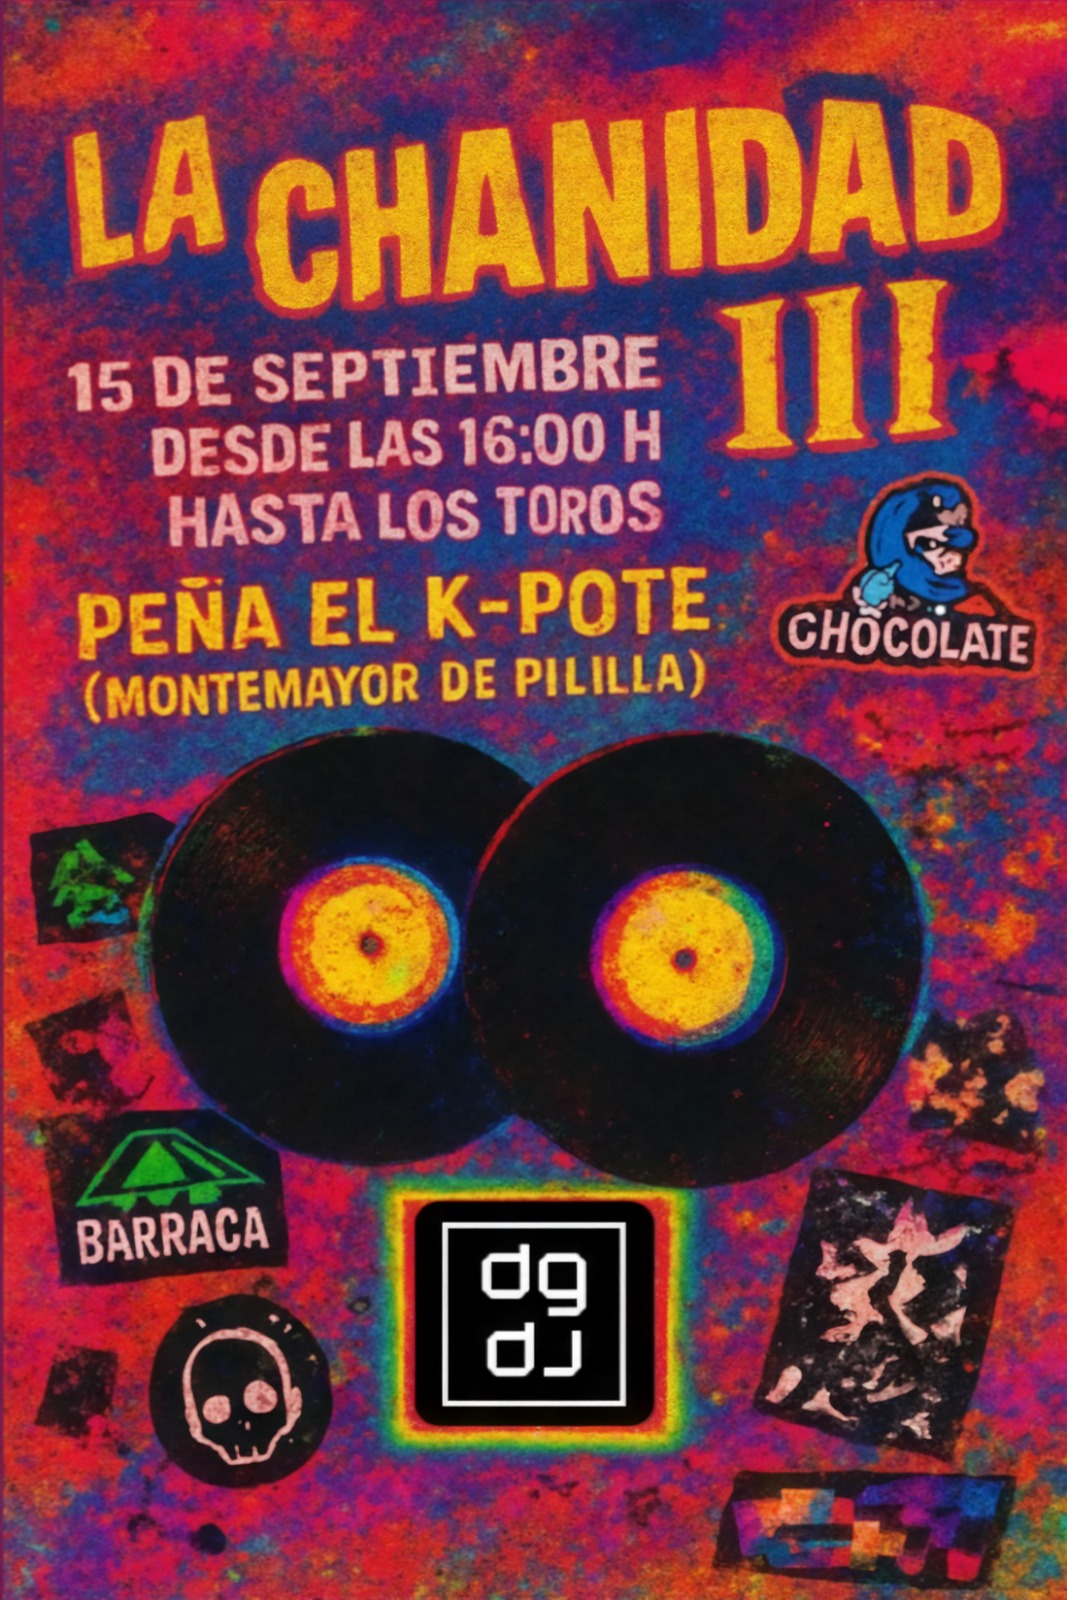 LA CHANIDAD
III
15 DE SEPTIEMBRE
DESDE LAS 16:00 H
HASTA LOS TOROS
PEÑA EL K-POTE
(MONTEMAYOR DE PILILLA)
CHOCOLATE
BARRACA
dg
dj